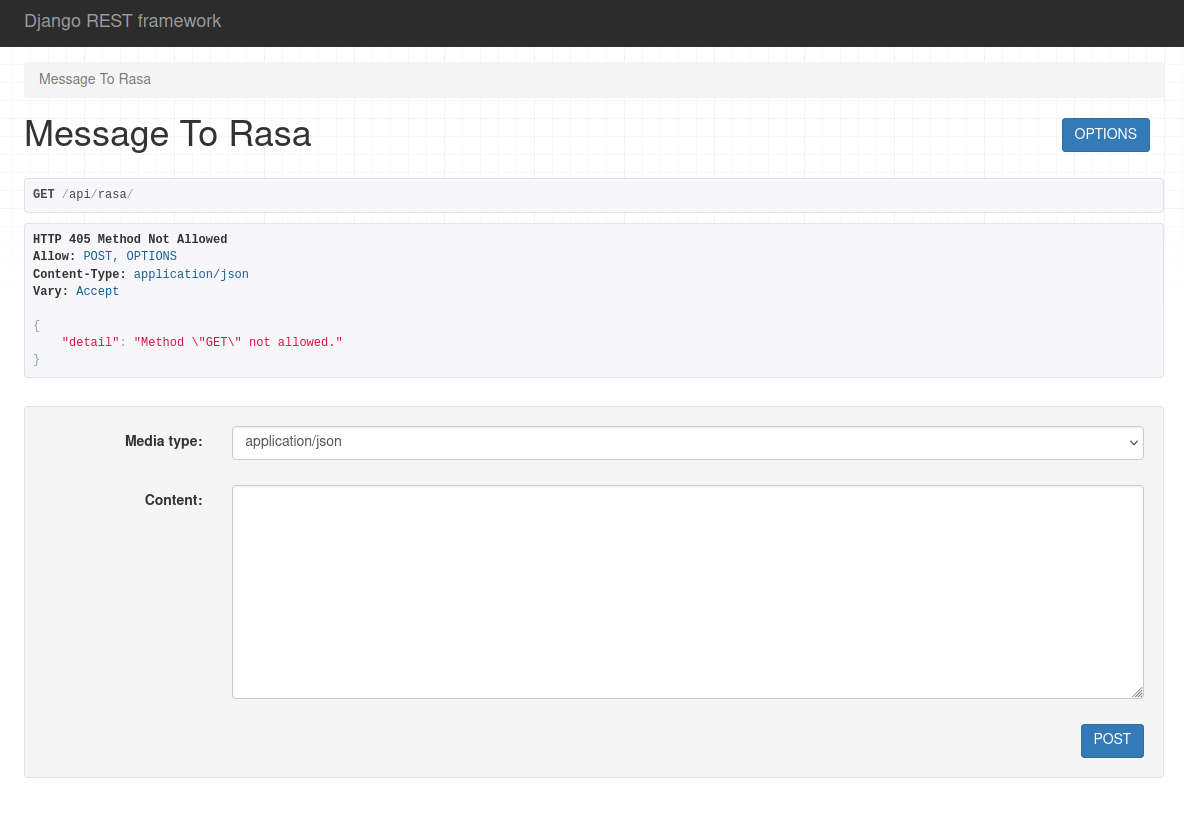 Django REST framework
Message To Rasa
Message To Rasa
OPTIONS
GET /api/rasa/
HTTP 405 Method Not Allowed
Allow: POST, OPTIONS
Content-Type: application/json
Vary: Accept
{
    "detail": "Method \"GET\" not allowed."
}
Media type:
application/json
Content:
POST